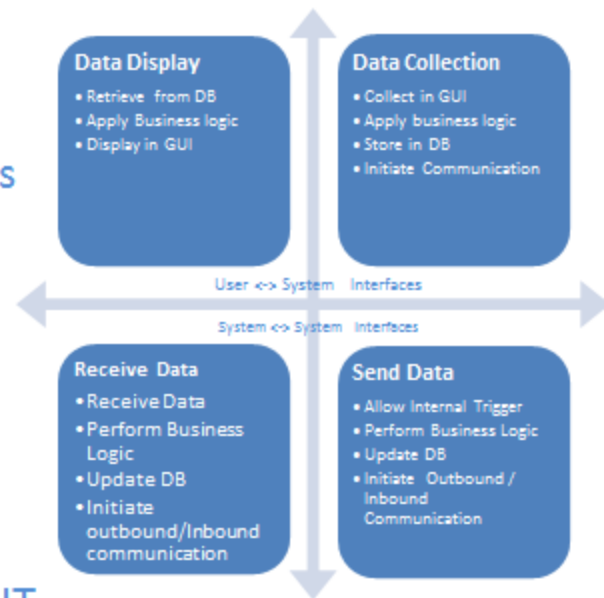 Data Display
• Retrieve from DB
• Apply Business logic
• Display in GUI
Data Collection
• Collect in GUI
• Apply business logic
• Store in DB
• Initiate Communication
s
User <-> System Interfaces
System <-> System Interfaces
Receive Data
• Receive Data
• Perform Business
Logic
• Update DB
• Initiate
outbound/Inbound
communication
Send Data
• Allow Internal Trigger
• Perform Business Logic
• Update DB
• Initiate Outbound /
Inbound
Communication